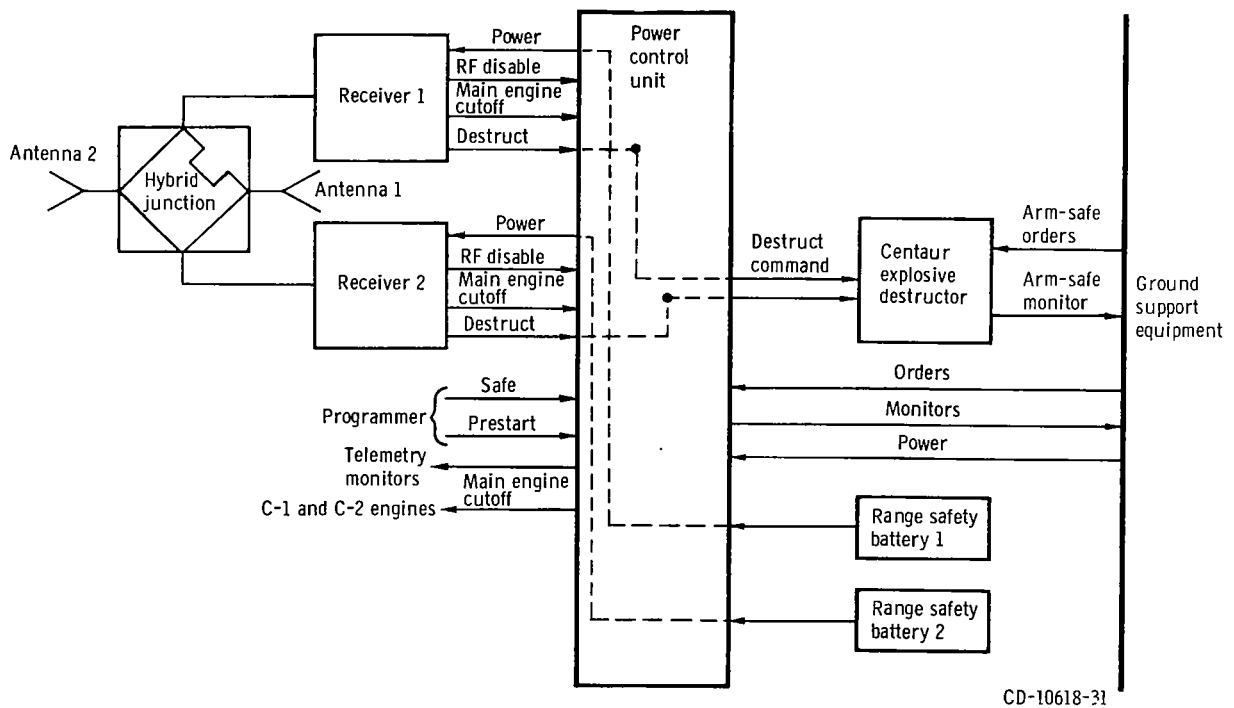 Power
RF disable
Main engine
cutoff
Destruct
Receiver 1
Power
control
unit
Antenna 2
Hybrid
junction
Antenna 1
Power
RF disable
Main engine
cutoff
Destruct
Receiver 2
Destruct
command
Centaur
explosive
destructor
Arm-safe
orders
Arm-safe
monitor
Ground
support
equipment
Orders
Monitors
Power
Programmer
Safe
Prestart
Telemetry
monitors
Main engine
cutoff
C-1 and C-2 engines
Range safety
battery 1
Range safety
battery 2
CD-10618-31